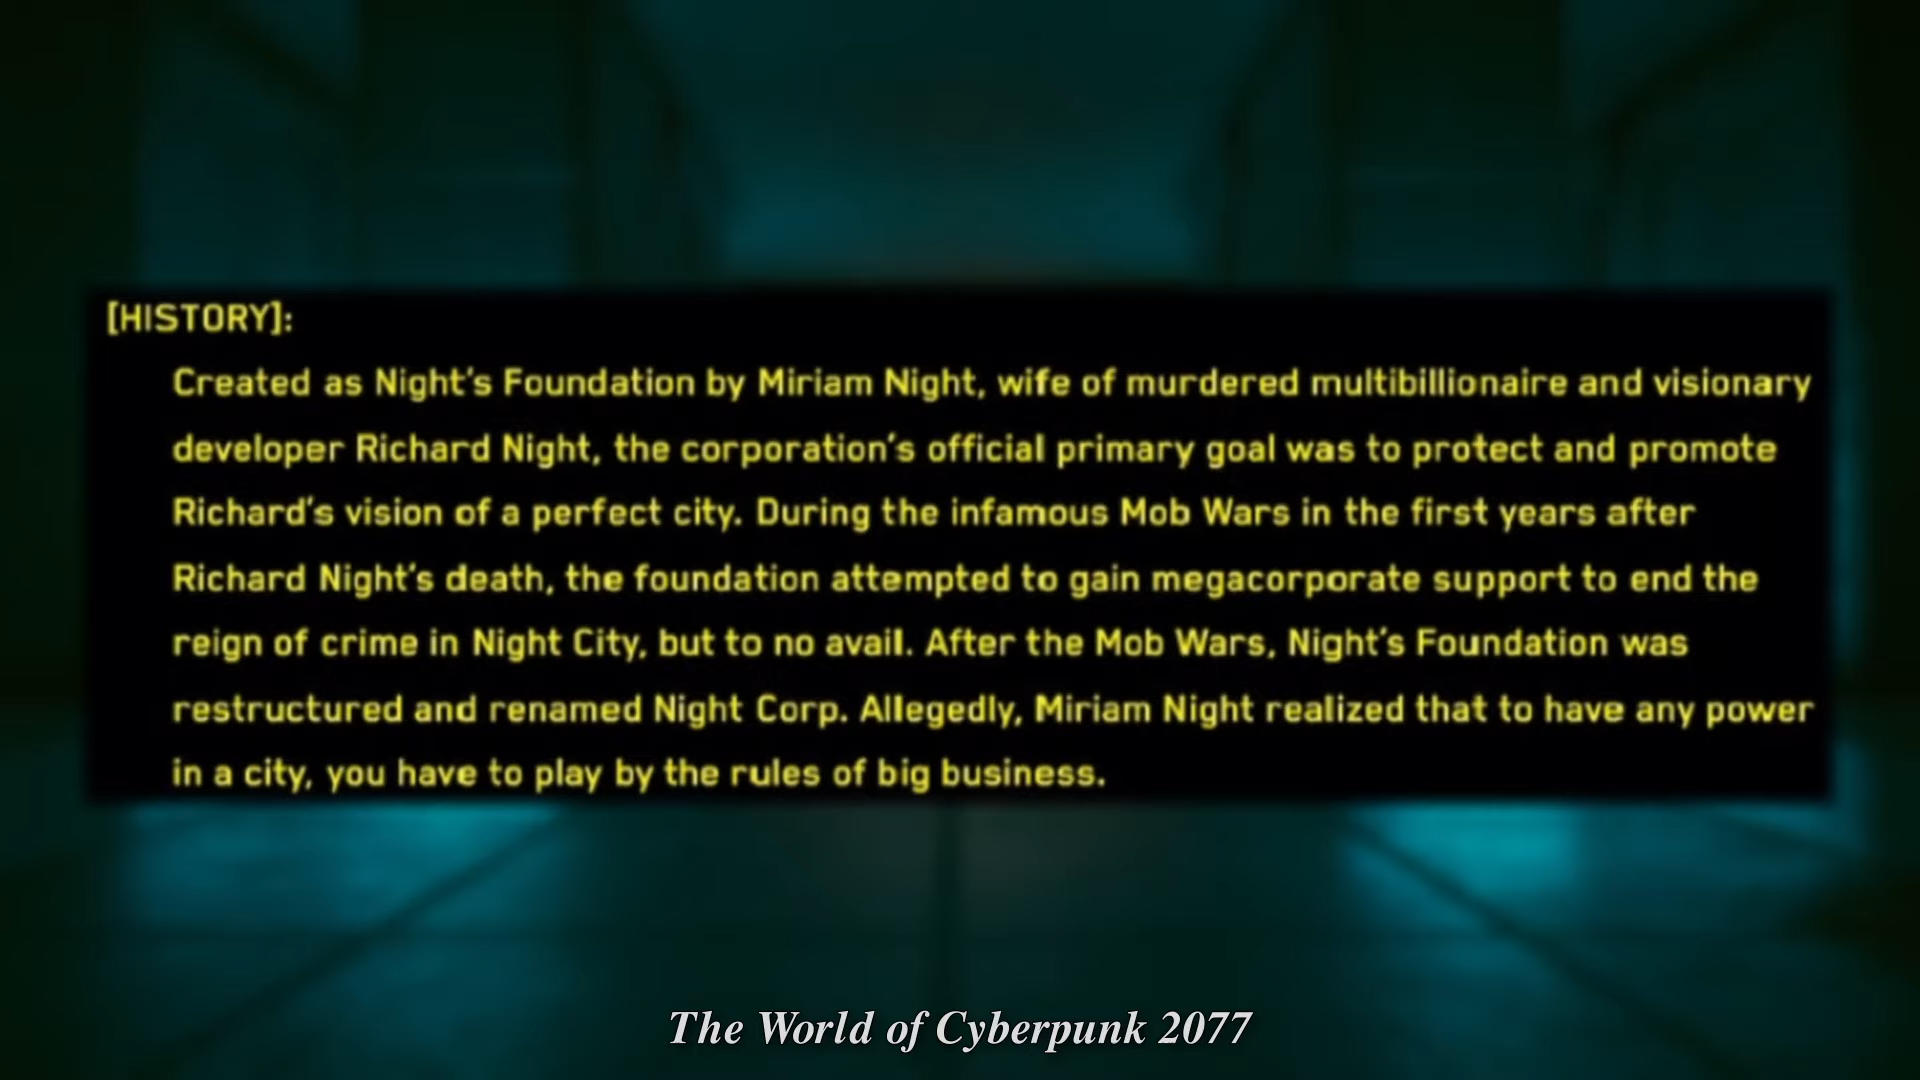 [HISTORY]:
Created as Night's Foundation by Miriam Night, wife of murdered multibillionaire and visionary
developer Richard Night, the corporation's official primary goal was to protect and promote
Richard's vision of a perfect city. During the infamous Mob Wars in the first years after
Richard Night's death, the foundation attempted to gain megacorporate support to end the
reign of crime in Night City, but to no avail. After the Mob Wars, Night's Foundation was
restructured and renamed Night Corp. Allegedly, Miriam Night realized that to have any power
in a city, you have to play by the rules of big business.
The World of Cyberpunk 2077